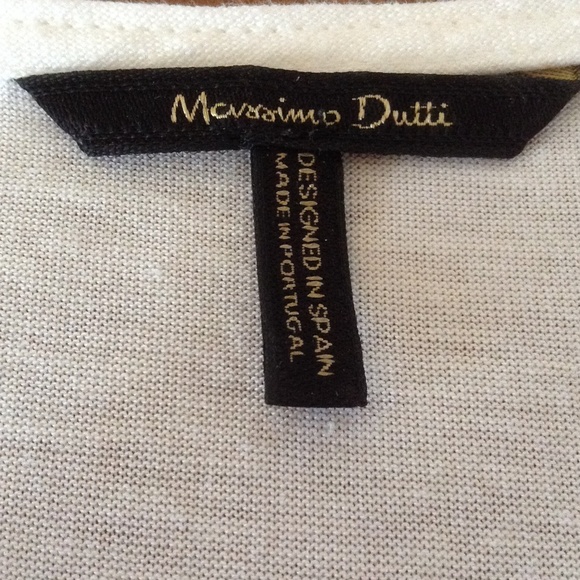 Massimo Dutti
DESIGNED IN SPAIN
MADE IN PORTUGAL